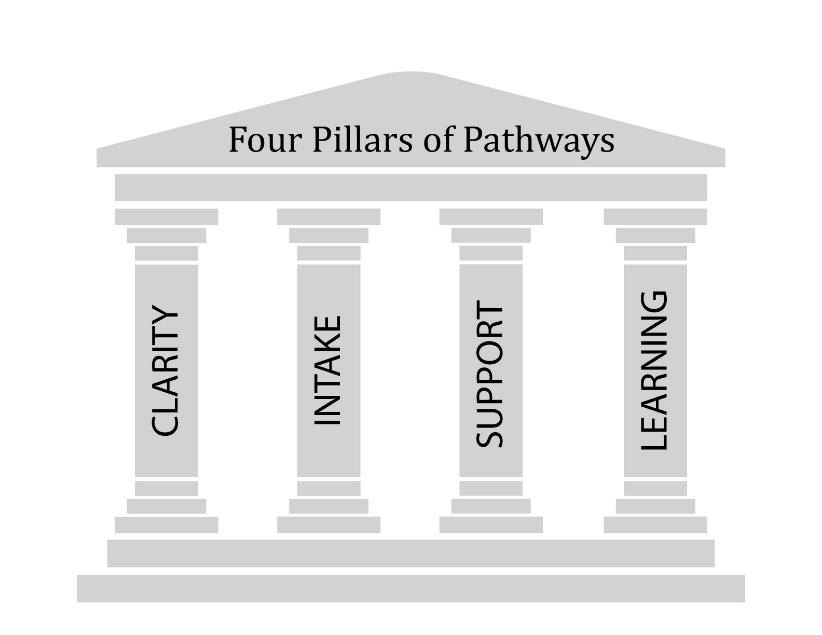 Four Pillars of Pathways
CLARITY
INTAKE
SUPPORT
LEARNING